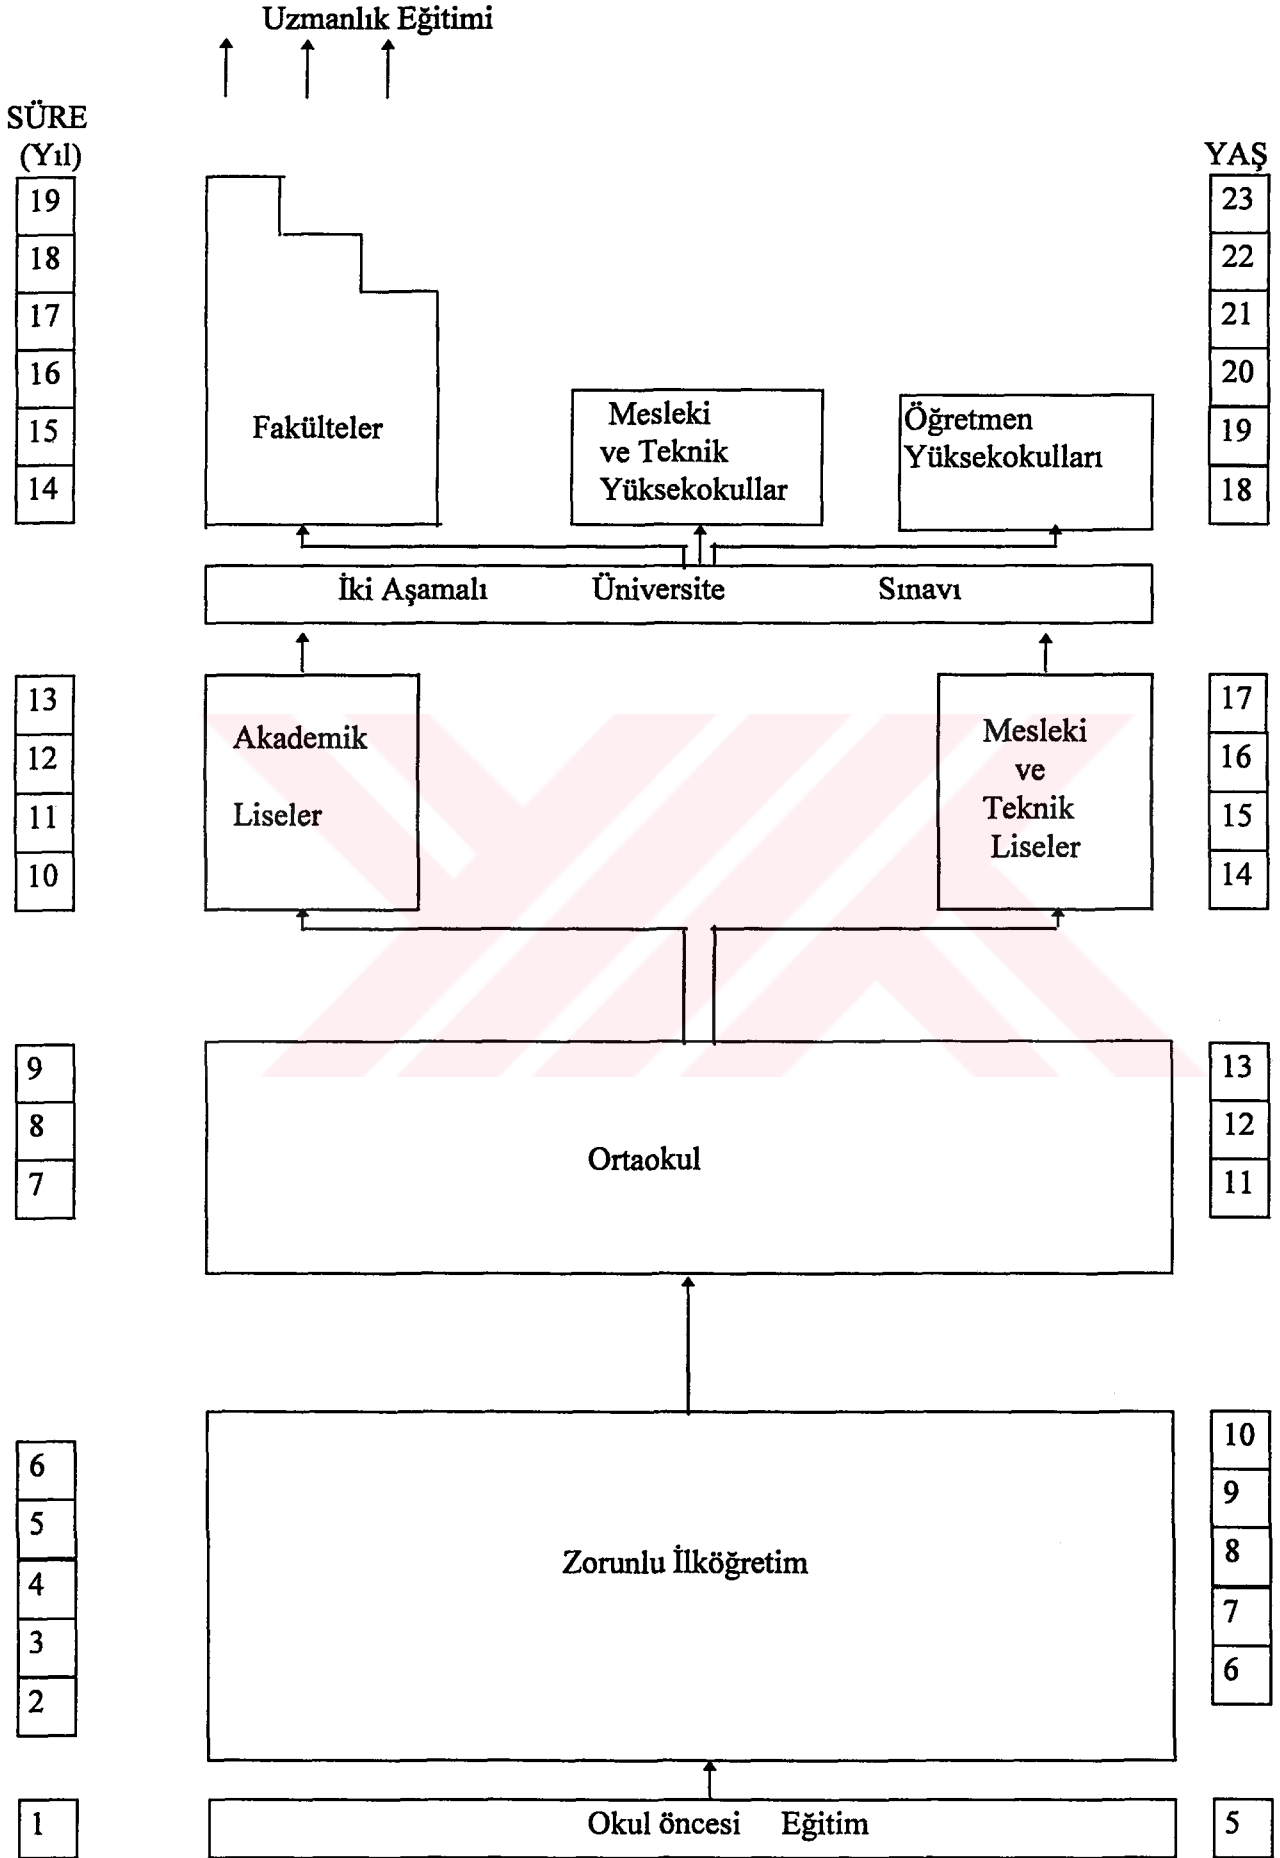 Uzmanlık Eğitimi
SÜRE
(Yıl)
YAŞ
19
23
18
22
17
21
16
20
15
19
14
18
Fakülteler
Mesleki
ve Teknik
Yüksekokullar
Öğretmen
Yüksekokulları
İki Aşamalı Üniversite Sınavı
13
17
12
16
11
15
10
14
Akademik
Liseler
Mesleki
ve
Teknik
Liseler
9
13
8
12
7
11
Ortaokul
6
10
5
9
4
8
3
7
2
6
Zorunlu İlköğretim
1
Okul öncesi Eğitim
5